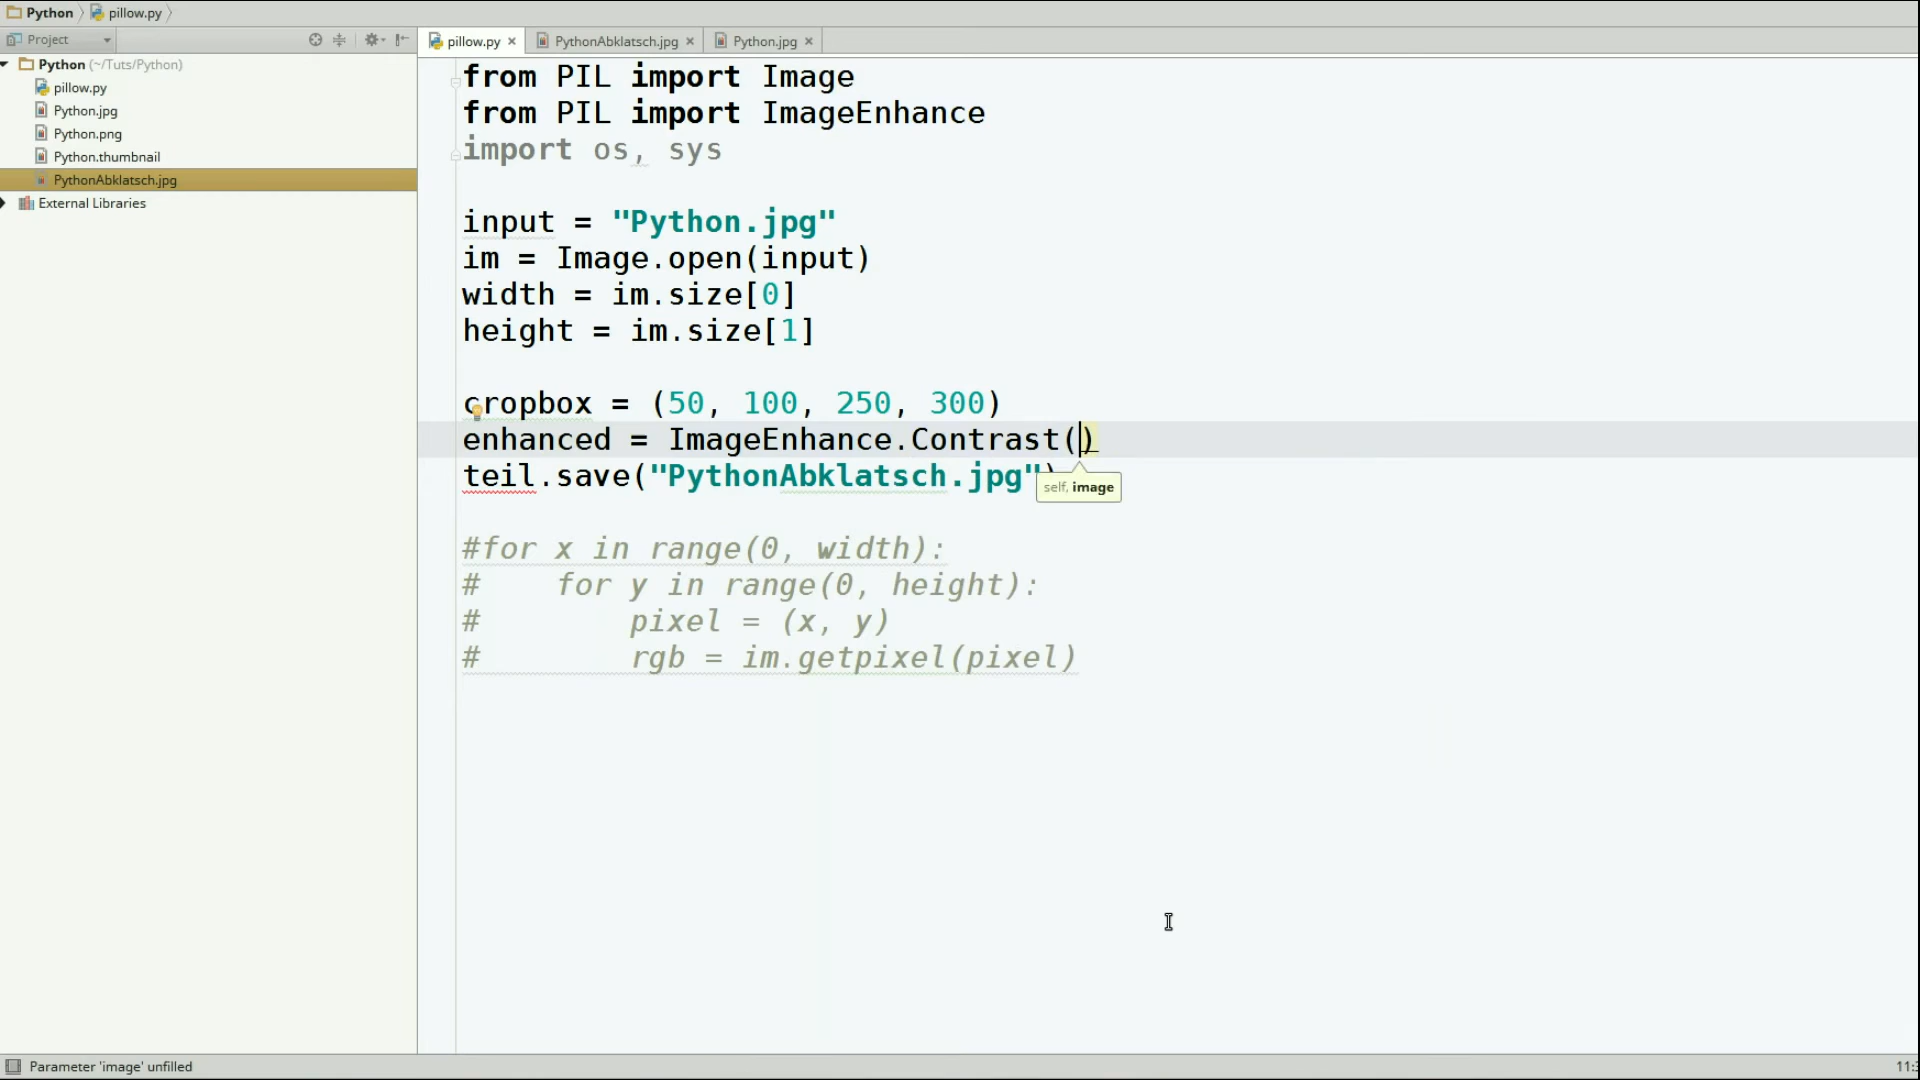 Python pillow.py
Project
pillow.py PythonAbklatsch.jpg Python.jpg
Python (~/Tuts/Python)
pillow.py
Python.jpg
Python.png
Python.thumbnail
PythonAbklatsch.jpg
External Libraries
from PIL import Image
from PIL import ImageEnhance
import os, sys
input = "Python.jpg"
im = Image.open(input)
width = im.size[0]
height = im.size[1]
cropbox = (50, 100, 250, 300)
enhanced = ImageEnhance.Contrast()
teil.save("PythonAbklatsch.jpg")
self, image
#for x in range(0, width):
#    for y in range(0, height):
#        pixel = (x, y)
#        rgb = im.getpixel(pixel)
Parameter 'image' unfilled